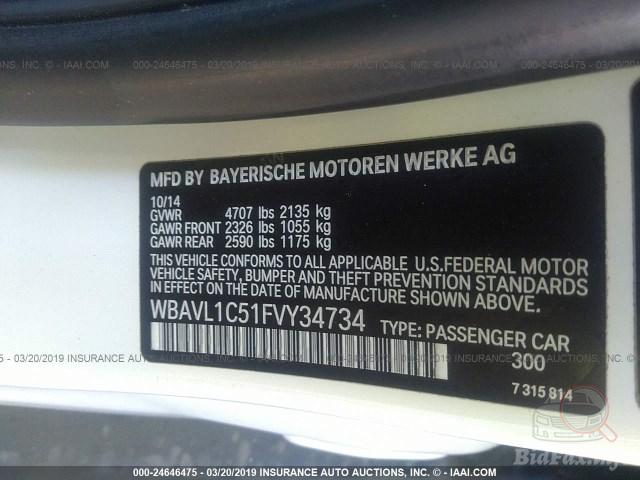 000-24646475 - 03/20/2019 INSURANCE AUTO AUCTIONS, INC. - © IAAI.COM
MFD BY BAYERISCHE MOTOREN WERKE AG
10/14
GVWR 4707 lbs 2135 kg
GAWR FRONT 2326 lbs 1055 kg
GAWR REAR 2590 lbs 1175 kg
THIS VEHICLE CONFORMS TO ALL APPLICABLE U.S.FEDERAL MOTOR
VEHICLE SAFETY, BUMPER AND THEFT PREVENTION STANDARDS
IN EFFECT ON THE DATE OF MANUFACTURE SHOWN ABOVE.
WBAVL1C51FVY34734 TYPE: PASSENGER CAR
300
7 315 814
BidFax
000-24646475 - 03/20/2019 INSURANCE AUTO AUCTIONS, INC. - © IAAI.COM